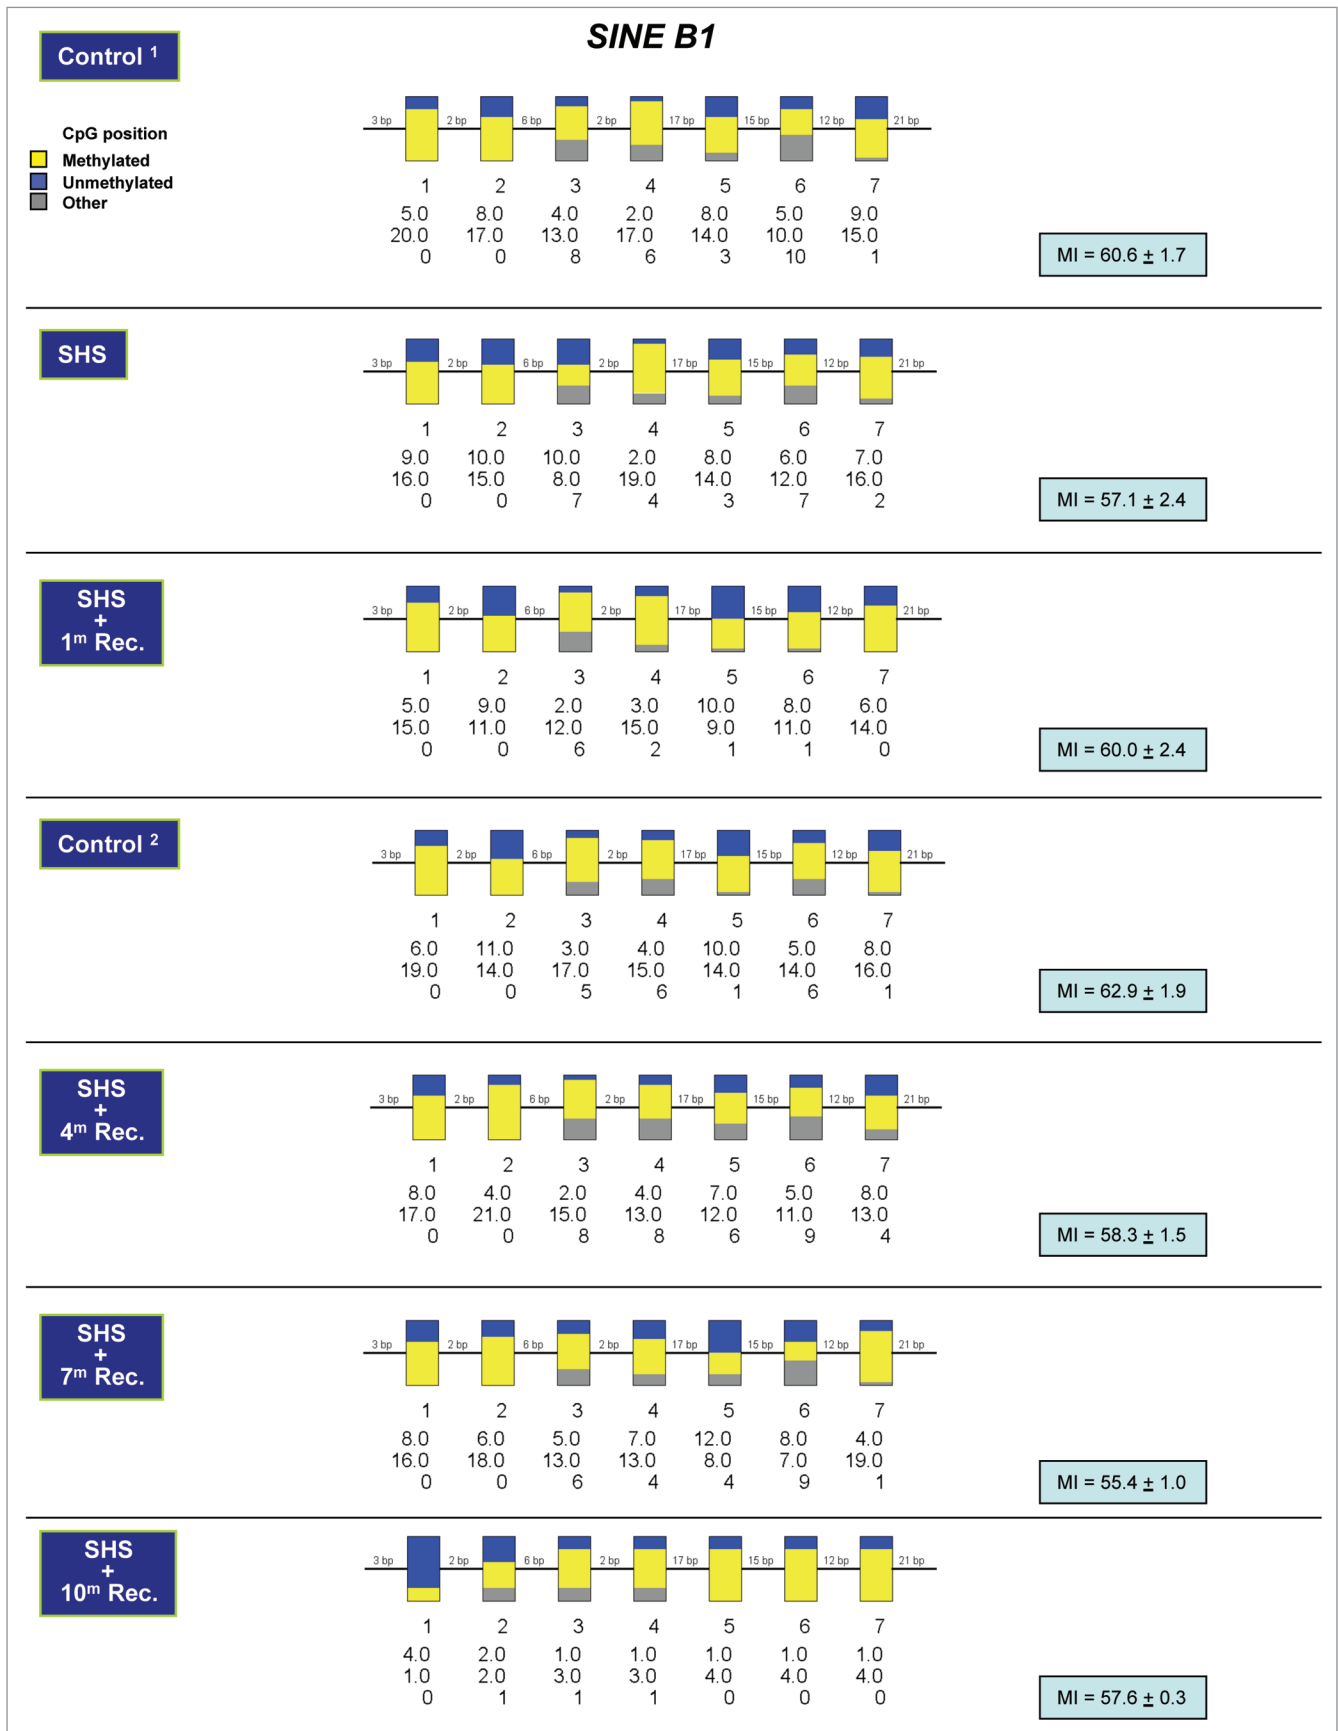 SINE B1
Control 1
CpG position
Methylated
Unmethylated
Other
3 bp 2 bp 6 bp 2 bp 17 bp 15 bp 12 bp 21 bp
1 2 3 4 5 6 7
5.0 8.0 4.0 2.0 8.0 5.0 9.0
20.0 17.0 13.0 17.0 14.0 10.0 15.0
0 0 8 6 3 10 1
MI = 60.6 ± 1.7
SHS
3 bp 2 bp 6 bp 2 bp 17 bp 15 bp 12 bp 21 bp
1 2 3 4 5 6 7
9.0 10.0 10.0 2.0 8.0 6.0 7.0
16.0 15.0 8.0 19.0 14.0 12.0 16.0
0 0 7 4 3 7 2
MI = 57.1 ± 2.4
SHS
+
1m Rec.
3 bp 2 bp 6 bp 2 bp 17 bp 15 bp 12 bp 21 bp
1 2 3 4 5 6 7
5.0 9.0 2.0 3.0 10.0 8.0 6.0
15.0 11.0 12.0 15.0 9.0 11.0 14.0
0 0 6 2 1 1 0
MI = 60.0 ± 2.4
Control 2
3 bp 2 bp 6 bp 2 bp 17 bp 15 bp 12 bp 21 bp
1 2 3 4 5 6 7
6.0 11.0 3.0 4.0 10.0 5.0 8.0
19.0 14.0 17.0 15.0 14.0 14.0 16.0
0 0 5 6 1 6 1
MI = 62.9 ± 1.9
SHS
+
4m Rec.
3 bp 2 bp 6 bp 2 bp 17 bp 15 bp 12 bp 21 bp
1 2 3 4 5 6 7
8.0 4.0 2.0 4.0 7.0 5.0 8.0
17.0 21.0 15.0 13.0 12.0 11.0 13.0
0 0 8 8 6 9 4
MI = 58.3 ± 1.5
SHS
+
7m Rec.
3 bp 2 bp 6 bp 2 bp 17 bp 15 bp 12 bp 21 bp
1 2 3 4 5 6 7
8.0 6.0 5.0 7.0 12.0 8.0 4.0
16.0 18.0 13.0 13.0 8.0 7.0 19.0
0 0 6 4 4 9 1
MI = 55.4 ± 1.0
SHS
+
10m Rec.
3 bp 2 bp 6 bp 2 bp 17 bp 15 bp 12 bp 21 bp
1 2 3 4 5 6 7
4.0 2.0 1.0 1.0 1.0 1.0 1.0
1.0 2.0 3.0 3.0 4.0 4.0 4.0
0 1 1 1 0 0 0
MI = 57.6 ± 0.3